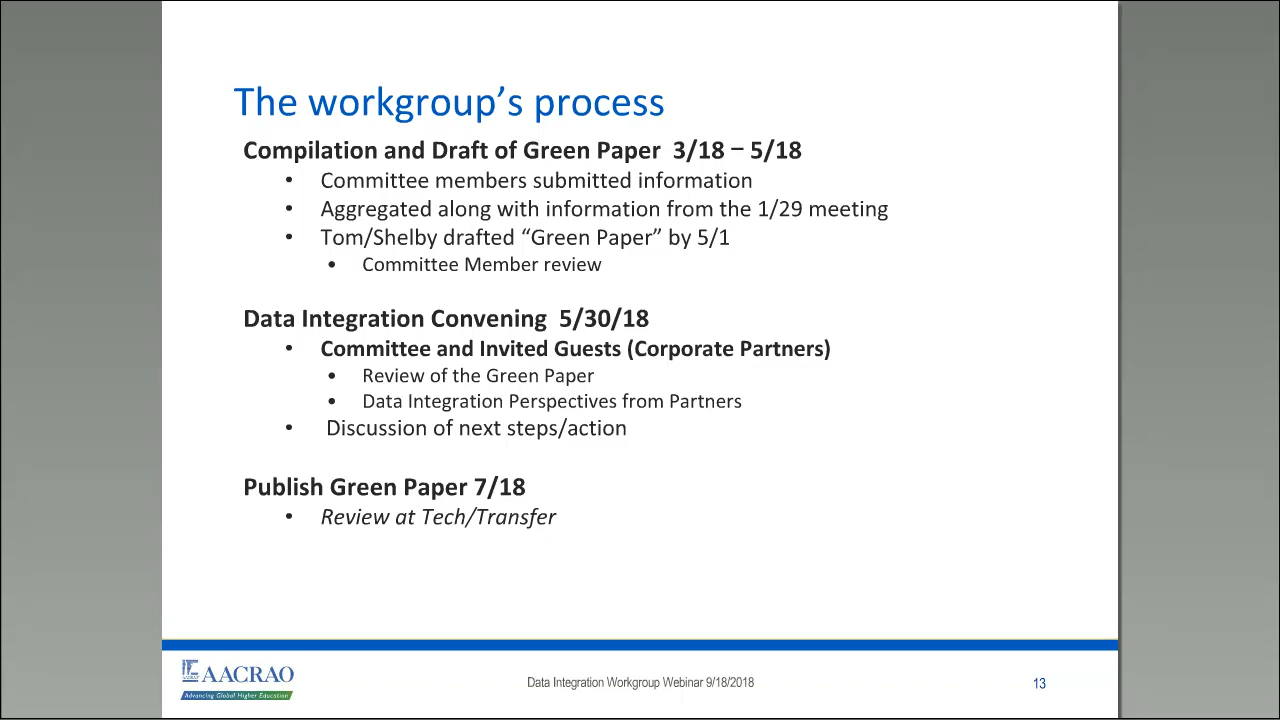 The workgroup’s process
Compilation and Draft of Green Paper 3/18 – 5/18
• Committee members submitted information
• Aggregated along with information from the 1/29 meeting
• Tom/Shelby drafted “Green Paper” by 5/1
• Committee Member review
Data Integration Convening 5/30/18
• Committee and Invited Guests (Corporate Partners)
• Review of the Green Paper
• Data Integration Perspectives from Partners
• Discussion of next steps/action
Publish Green Paper 7/18
• Review at Tech/Transfer
AACRAO
Advancing Global Higher Education
Data Integration Workgroup Webinar 9/18/2018
13